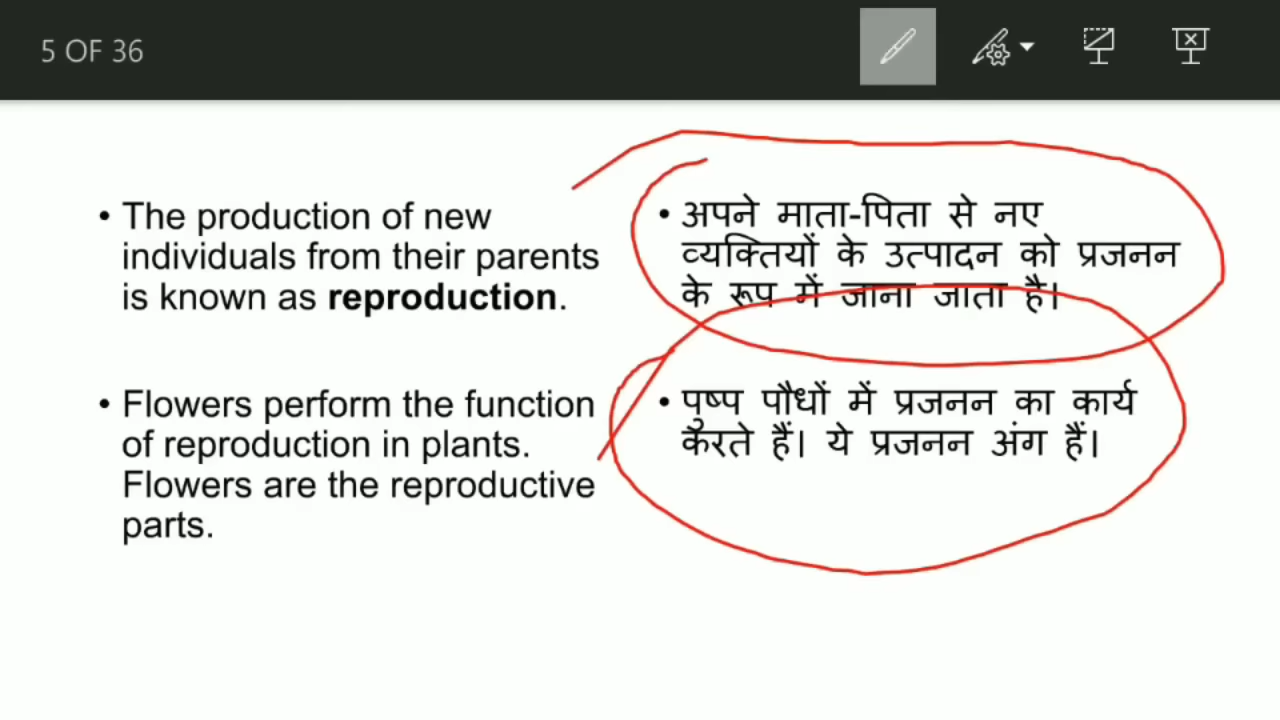 5 OF 36
• The production of new
individuals from their parents
is known as reproduction.
• Flowers perform the function
of reproduction in plants.
Flowers are the reproductive
parts.
• अपने माता-पिता से नए
व्यक्तियों के उत्पादन को प्रजनन
के रूप में जाना जाता है।
• पुष्प पौधों में प्रजनन का कार्य
करते हैं। ये प्रजनन अंग हैं।